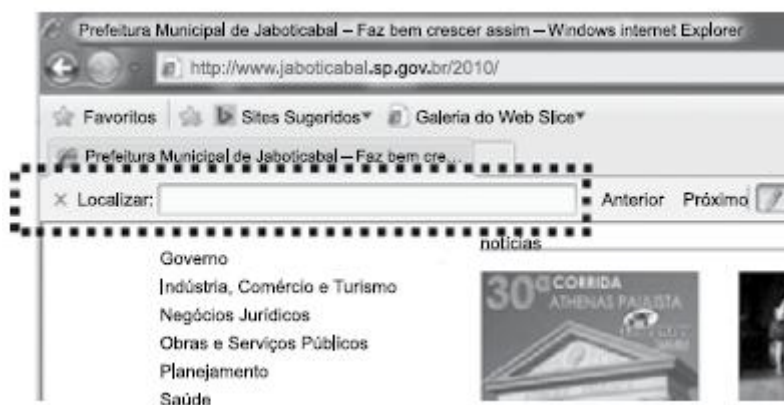 Prefeitura Municipal de Jaboticabal – Faz bem crescer assim – Windows internet Explorer
http://www.jaboticabal.sp.gov.br/2010/
Favoritos Sites Sugeridos Galeria do Web Slice
Prefeitura Municipal de Jaboticabal – Faz bem cre...
× Localizar: Anterior Próximo
notícias
Governo
Indústria, Comércio e Turismo
Negócios Jurídicos
Obras e Serviços Públicos
Planejamento
Saúde
30ª CORRIDA
ATHENAS PAULISTA